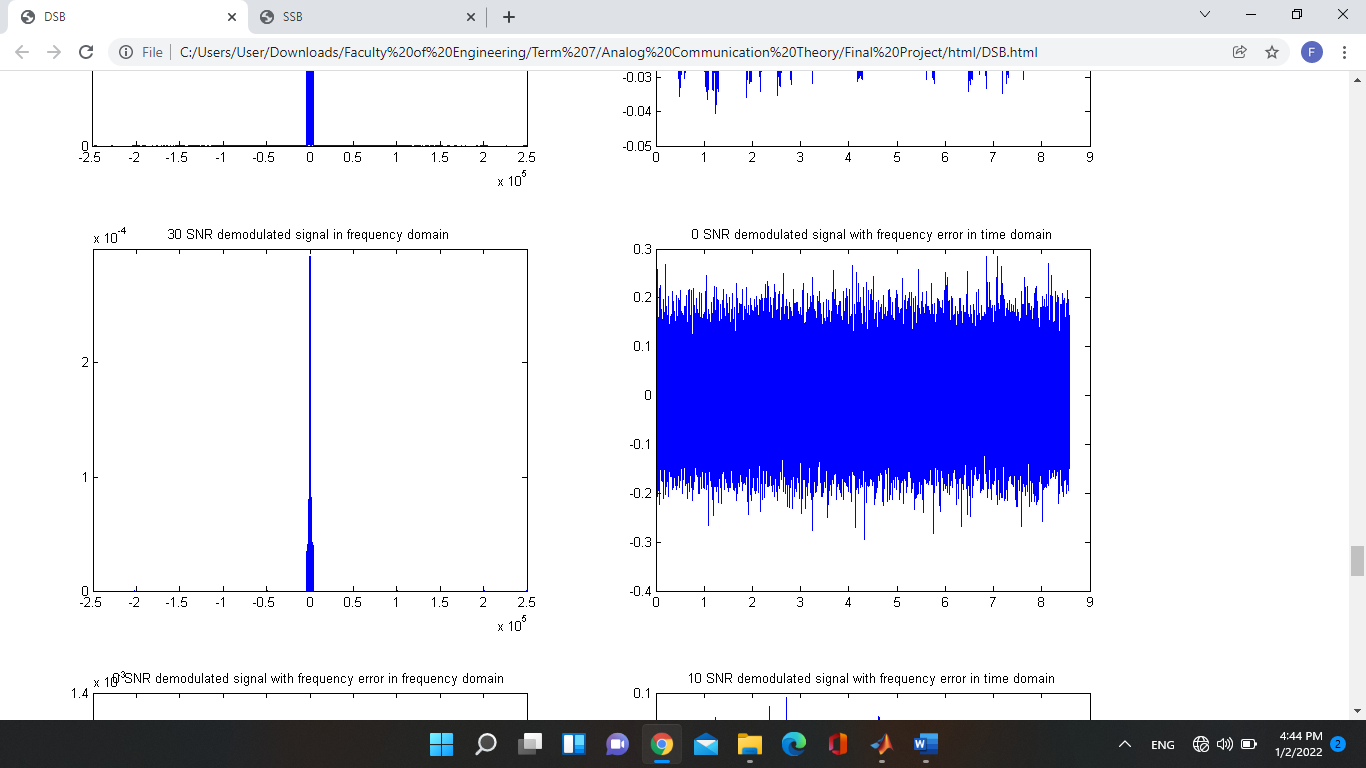 DSB
SSB
File
C:/Users/User/Downloads/Faculty%20of%20Engineering/Term%207/Analog%20Communication%20Theory/Final%20Project/html/DSB.html
F
0
-2.5 -2 -1.5 -1 -0.5 0 0.5 1 1.5 2 2.5
x 10^5
-0.03
-0.04
-0.05
0 1 2 3 4 5 6 7 8 9
x 10^-4
30 SNR demodulated signal in frequency domain
2
1
0
-2.5 -2 -1.5 -1 -0.5 0 0.5 1 1.5 2 2.5
x 10^5
0 SNR demodulated signal with frequency error in time domain
0.3
0.2
0.1
0
-0.1
-0.2
-0.3
-0.4
0 1 2 3 4 5 6 7 8 9
x 10^-3
0 SNR demodulated signal with frequency error in frequency domain
1.4
10 SNR demodulated signal with frequency error in time domain
0.1
ENG
4:44 PM
1/2/2022
2